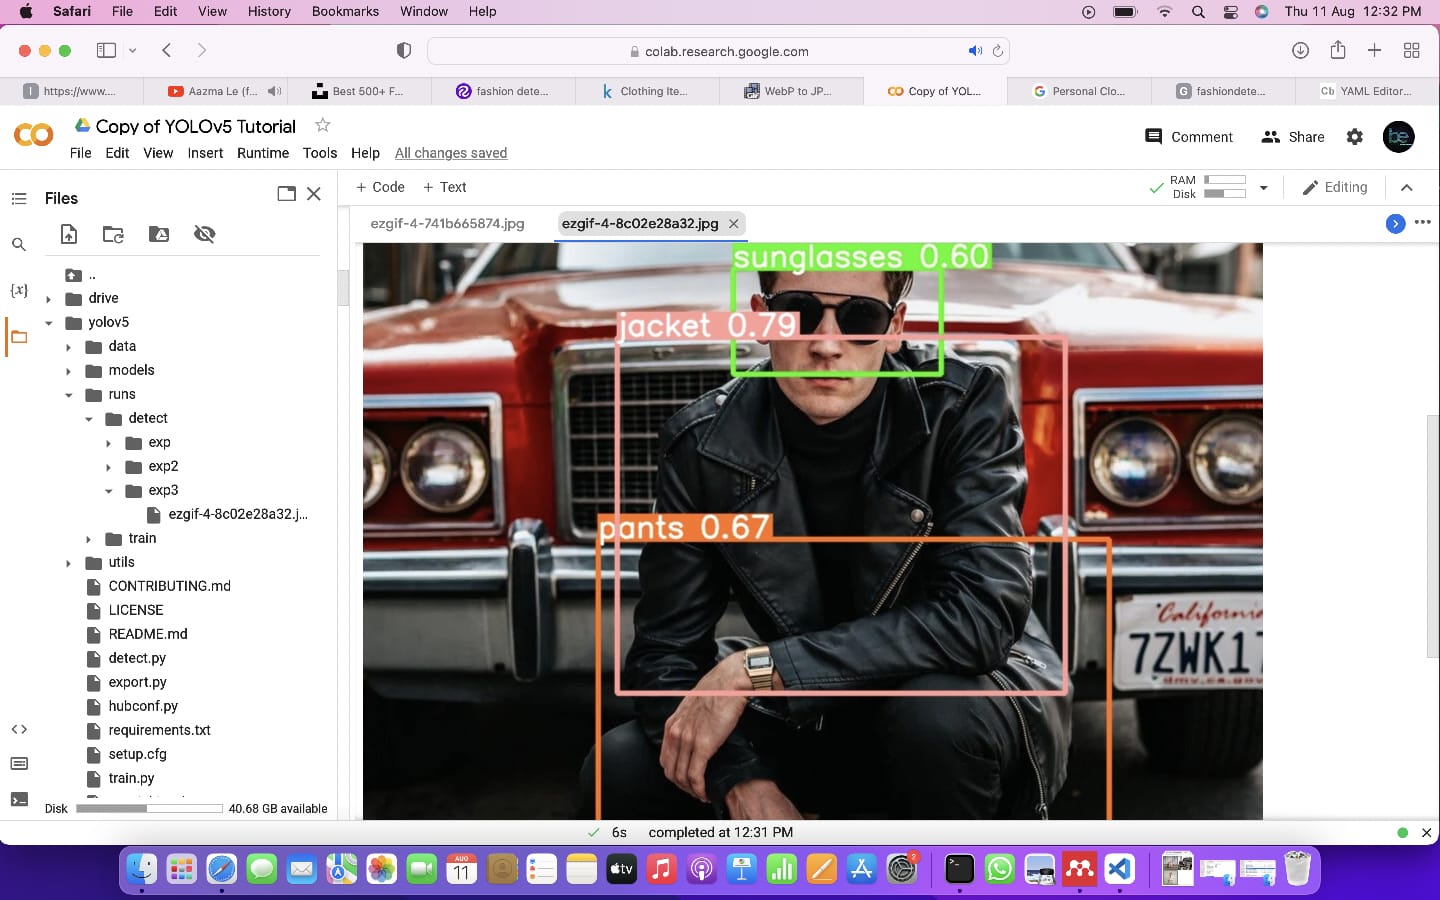 Safari File Edit View History Bookmarks Window Help Thu 11 Aug 12:32 PM
colab.research.google.com
https://www.... Aazma Le (f... Best 500+ F... fashion dete... Clothing Ite... WebP to JP... Copy of YOL... Personal Clo... fashiondete... Cb YAML Editor...
Copy of YOLOv5 Tutorial
File Edit View Insert Runtime Tools Help All changes saved
Comment Share
Files
+ Code + Text
RAM
Disk
Editing
ezgif-4-741b665874.jpg ezgif-4-8c02e28a32.jpg
..
drive
yolov5
data
models
runs
detect
exp
exp2
exp3
ezgif-4-8c02e28a32.j...
train
utils
CONTRIBUTING.md
LICENSE
README.md
detect.py
export.py
hubconf.py
requirements.txt
setup.cfg
train.py
Disk 40.68 GB available
sunglasses 0.60
jacket 0.79
pants 0.67
California
7ZWK17
dmv.ca.gov
6s completed at 12:31 PM
AUG
11
tv
2